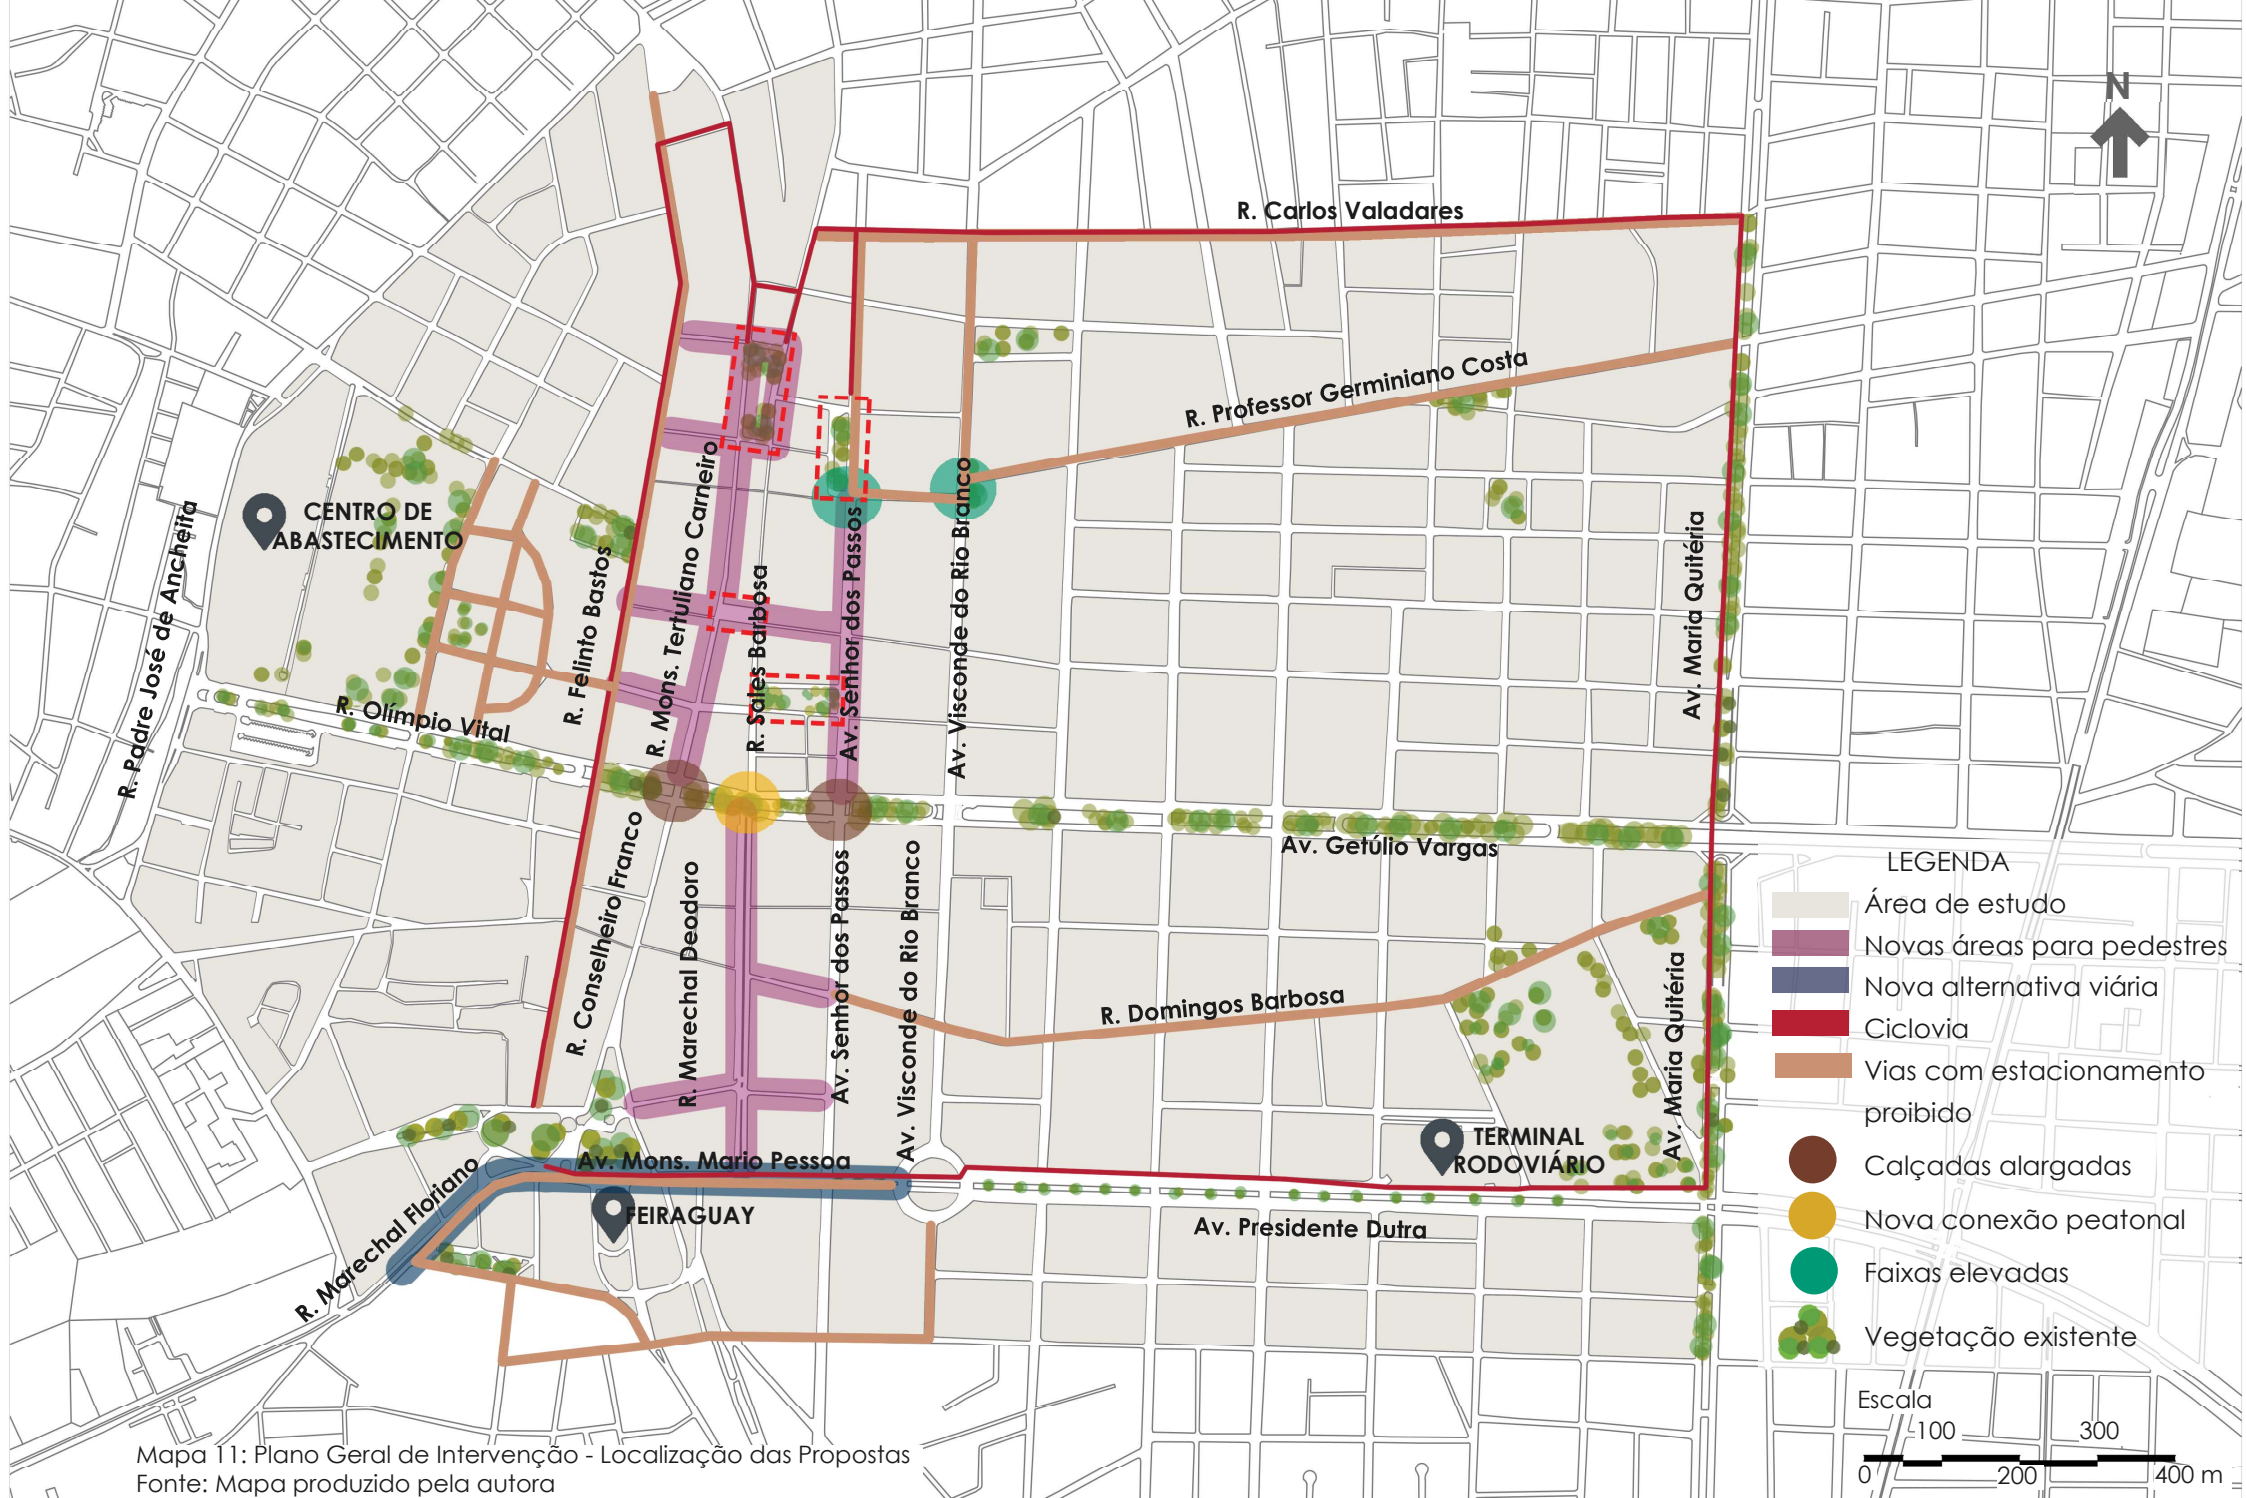 N
R. Carlos Valadares
R. Professor Germiniano Costa
CENTRO DE
ABASTECIMENTO
R. Padre José de Ancheita
R. Felinto Bastos
R. Mons. Tertuliano Carneiro
R. Sales Barbosa
Av. Senhor dos Passos
Av. Visconde do Rio Branco
Av. Maria Quitéria
R. Olímpio Vital
Av. Getúlio Vargas
R. Conselheiro Franco
R. Marechal Deodoro
Av. Senhor dos Passos
Av. Visconde do Rio Branco
R. Domingos Barbosa
Av. Maria Quitéria
TERMINAL
RODOVIÁRIO
Av. Mons. Mario Pessoa
R. Marechal Floriano
FEIRAGUAY
Av. Presidente Dutra
LEGENDA
Área de estudo
Novas áreas para pedestres
Nova alternativa viária
Ciclovia
Vias com estacionamento
proibido
Calçadas alargadas
Nova conexão peatonal
Faixas elevadas
Vegetação existente
Escala
100 300
0 200 400 m
Mapa 11: Plano Geral de Intervenção - Localização das Propostas
Fonte: Mapa produzido pela autora